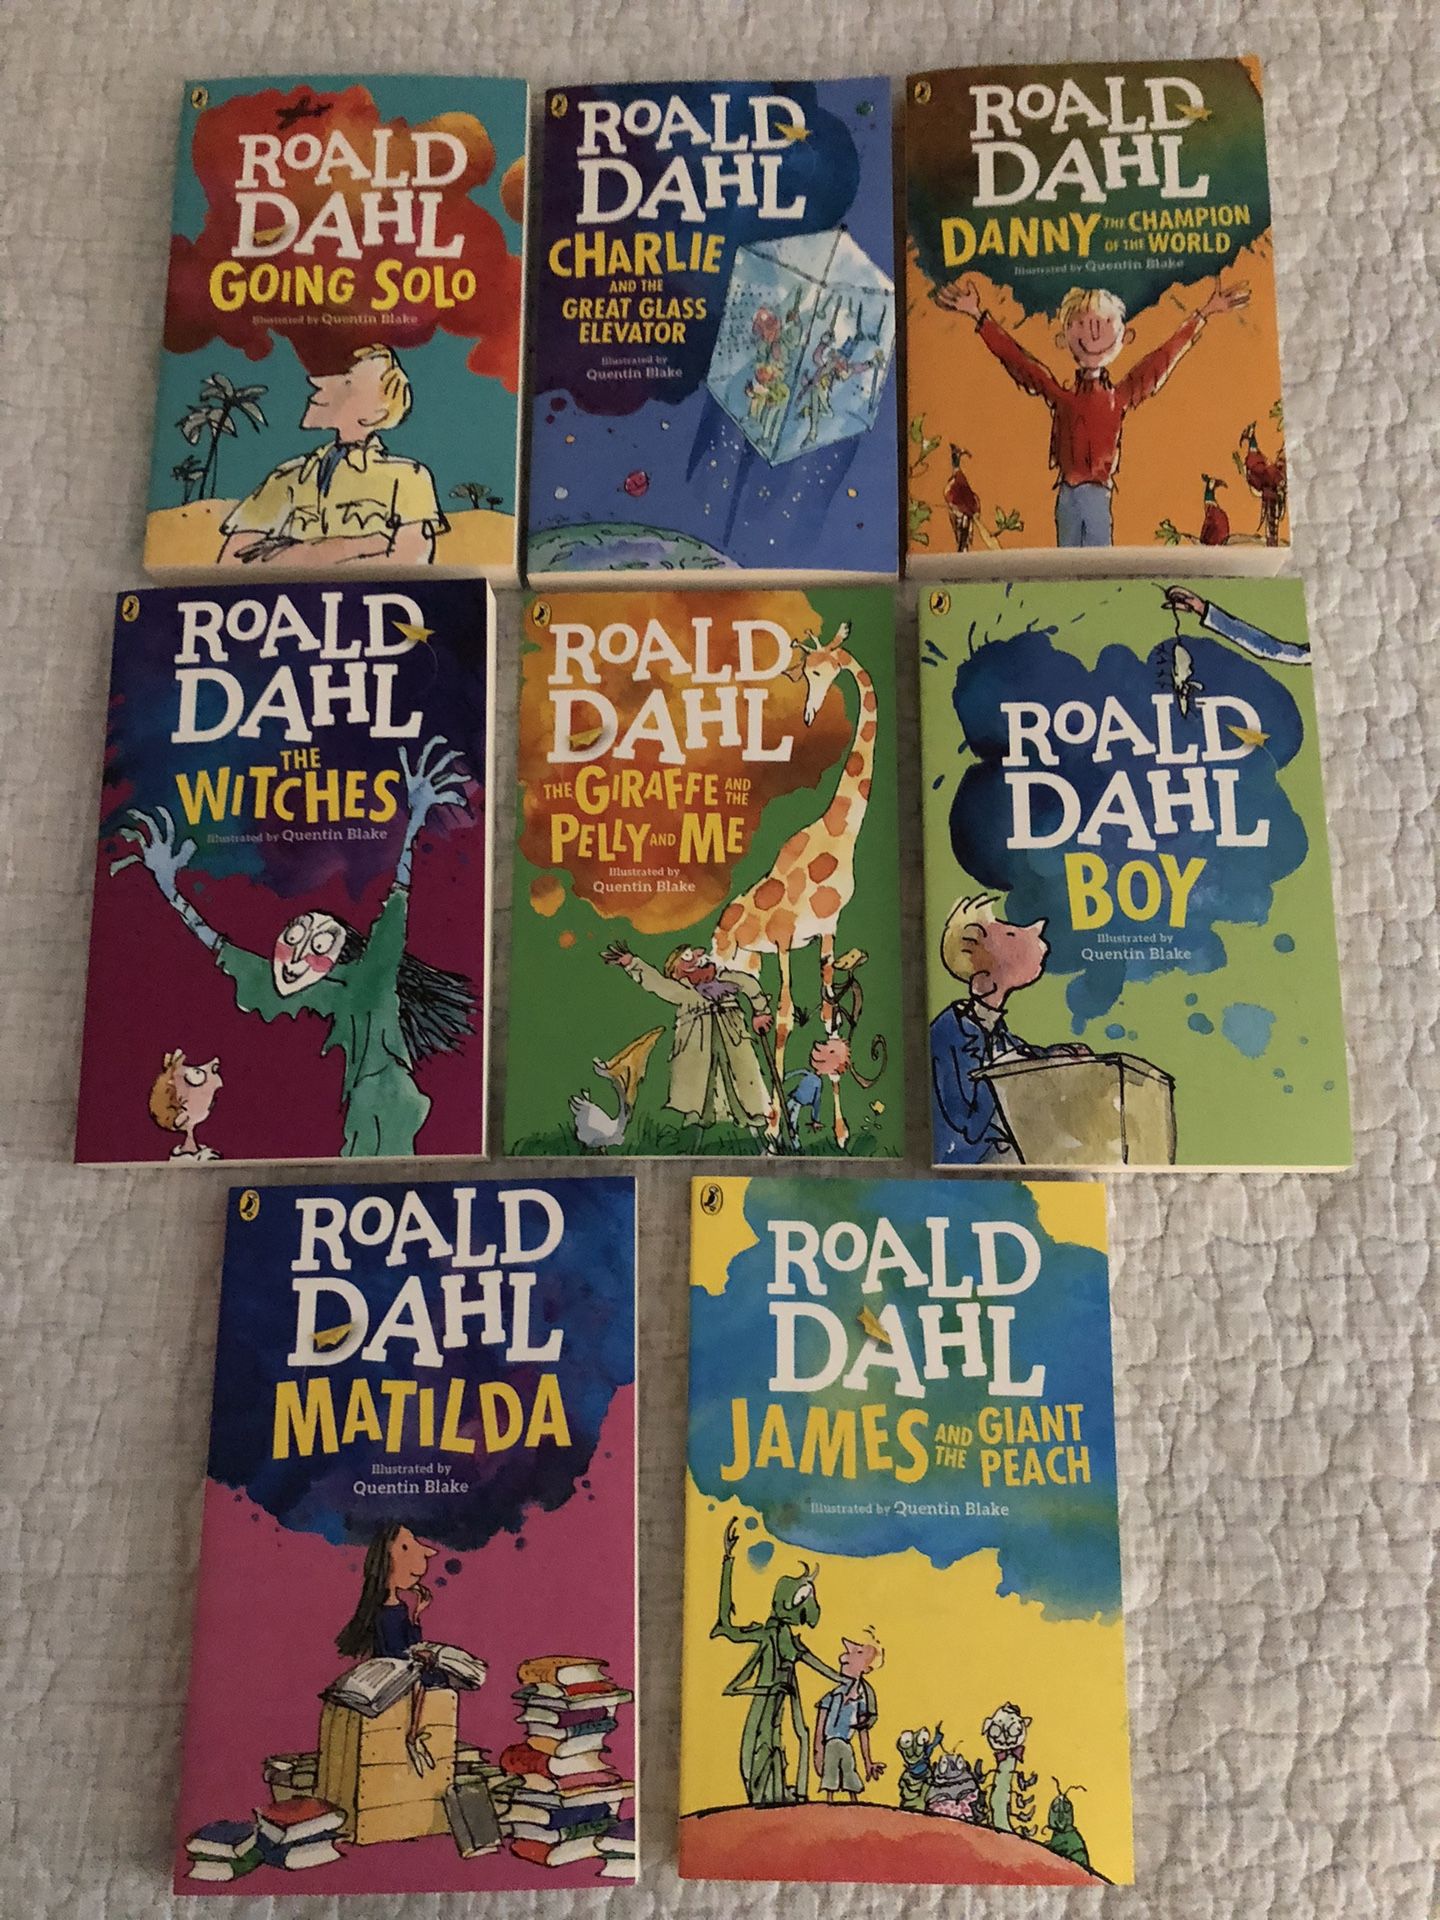 ROALD
DAHL
GOING SOLO
Illustrated by Quentin Blake
ROALD
DAHL
CHARLIE
AND THE
GREAT GLASS
ELEVATOR
Illustrated by
Quentin Blake
ROALD
DAHL
DANNY THE CHAMPION
OF THE WORLD
Illustrated by Quentin Blake
ROALD
DAHL
THE
WITCHES
Illustrated by Quentin Blake
ROALD
DAHL
THE GIRAFFE AND THE
PELLY AND ME
Illustrated by
Quentin Blake
ROALD
DAHL
BOY
Illustrated by
Quentin Blake
ROALD
DAHL
MATILDA
Illustrated by
Quentin Blake
ROALD
DAHL
JAMES AND THE GIANT
PEACH
Illustrated by Quentin Blake